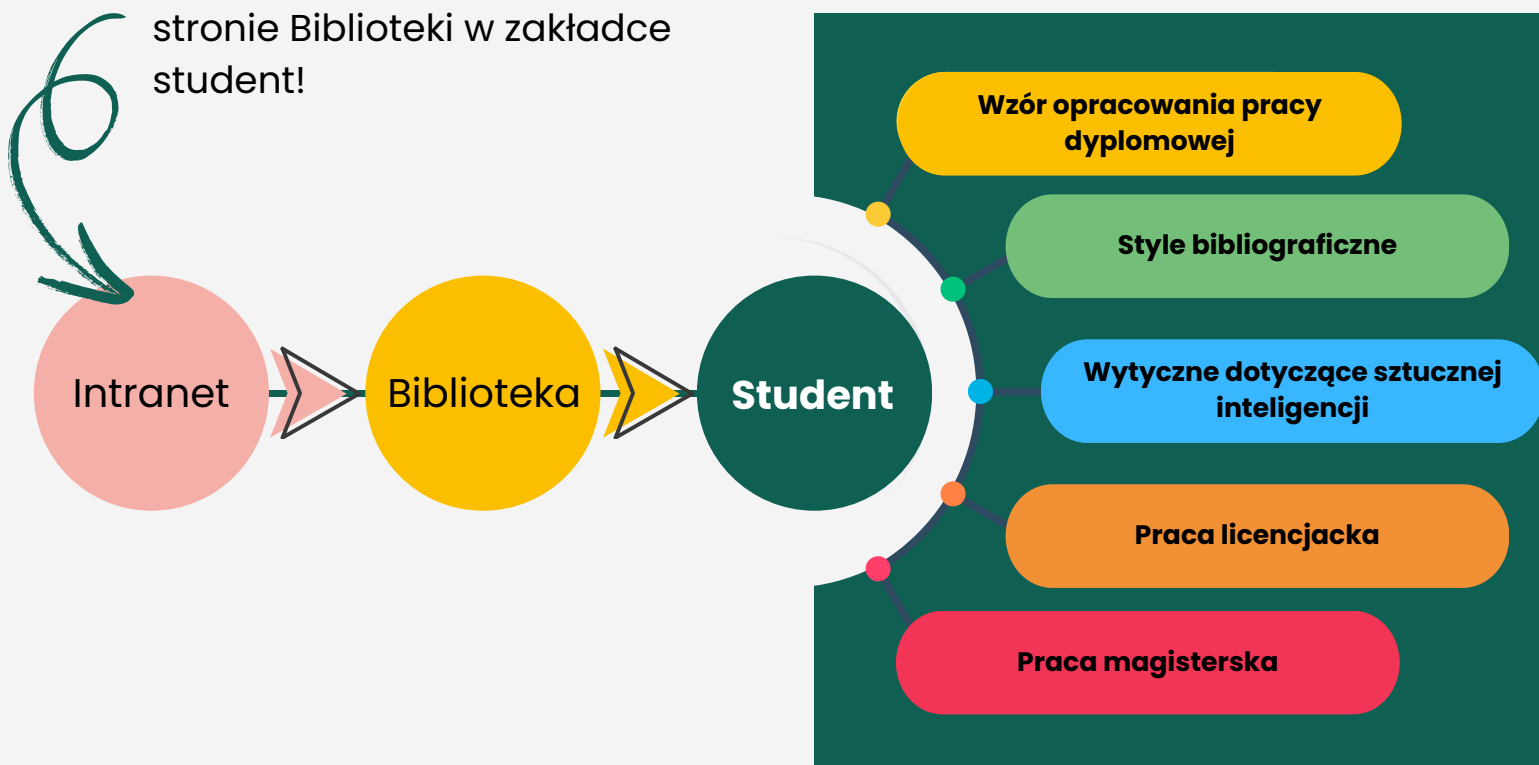 stronie Biblioteki w zakładce
student!
Intranet
Biblioteka
Student
Wzór opracowania pracy
dyplomowej
Style bibliograficzne
Wytyczne dotyczące sztucznej
inteligencji
Praca licencjacka
Praca magisterska